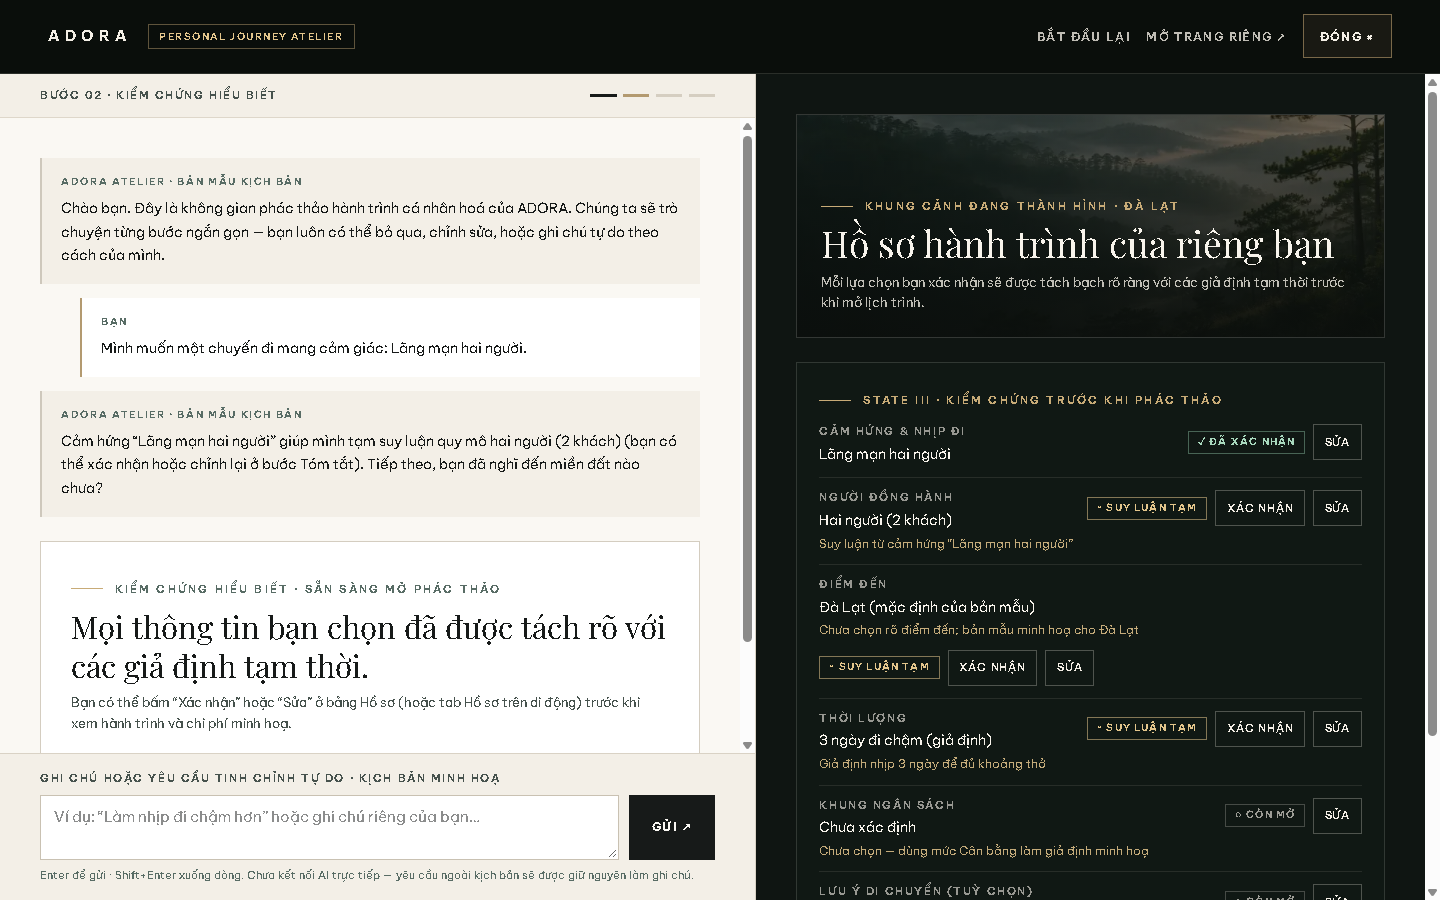 ADORA
PERSONAL JOURNEY ATELIER
BẮT ĐẦU LẠI
MỞ TRANG RIÊNG ↗
ĐÓNG ×
BƯỚC 02 · KIỂM CHỨNG HIỂU BIẾT
ADORA ATELIER · BẢN MẪU KỊCH BẢN
Chào bạn. Đây là không gian phác thảo hành trình cá nhân hoá của ADORA. Chúng ta sẽ trò
chuyện từng bước ngắn gọn — bạn luôn có thể bỏ qua, chỉnh sửa, hoặc ghi chú tự do theo
cách của mình.
BẠN
Mình muốn một chuyến đi mang cảm giác: Lãng mạn hai người.
ADORA ATELIER · BẢN MẪU KỊCH BẢN
Cảm hứng “Lãng mạn hai người” giúp mình tạm suy luận quy mô hai người (2 khách) (bạn có
thể xác nhận hoặc chỉnh lại ở bước Tóm tắt). Tiếp theo, bạn đã nghĩ đến miền đất nào
chưa?
KIỂM CHỨNG HIỂU BIẾT · SẴN SÀNG MỞ PHÁC THẢO
Mọi thông tin bạn chọn đã được tách rõ với
các giả định tạm thời.
Bạn có thể bấm “Xác nhận” hoặc “Sửa” ở bảng Hồ sơ (hoặc tab Hồ sơ trên di động) trước khi
xem hành trình và chi phí minh hoạ.
GHI CHÚ HOẶC YÊU CẦU TINH CHỈNH TỰ DO · KỊCH BẢN MINH HOẠ
Ví dụ: “Làm nhịp đi chậm hơn” hoặc ghi chú riêng của bạn...
GỬI ↗
Enter để gửi · Shift+Enter xuống dòng. Chưa kết nối AI trực tiếp — yêu cầu ngoài kịch bản sẽ được giữ nguyên làm ghi chú.
KHUNG CẢNH ĐANG THÀNH HÌNH · ĐÀ LẠT
Hồ sơ hành trình của riêng bạn
Mỗi lựa chọn bạn xác nhận sẽ được tách bạch rõ ràng với các giả định tạm thời trước
khi mở lịch trình.
STATE III · KIỂM CHỨNG TRƯỚC KHI PHÁC THẢO
CẢM HỨNG & NHỊP ĐI
Lãng mạn hai người
✓ ĐÃ XÁC NHẬN
SỬA
NGƯỜI ĐỒNG HÀNH
Hai người (2 khách)
Suy luận từ cảm hứng "Lãng mạn hai người"
~ SUY LUẬN TẠM
XÁC NHẬN
SỬA
ĐIỂM ĐẾN
Đà Lạt (mặc định của bản mẫu)
Chưa chọn rõ điểm đến; bản mẫu minh hoạ cho Đà Lạt
~ SUY LUẬN TẠM
XÁC NHẬN
SỬA
THỜI LƯỢNG
3 ngày đi chậm (giả định)
Giả định nhịp 3 ngày để đủ khoảng thở
~ SUY LUẬN TẠM
XÁC NHẬN
SỬA
KHUNG NGÂN SÁCH
Chưa xác định
Chưa chọn — dùng mức Cân bằng làm giả định minh hoạ
○ CÒN MỞ
SỬA
LƯU Ý DI CHUYỂN (TUỲ CHỌN)
○ CÒN MỞ
SỬA